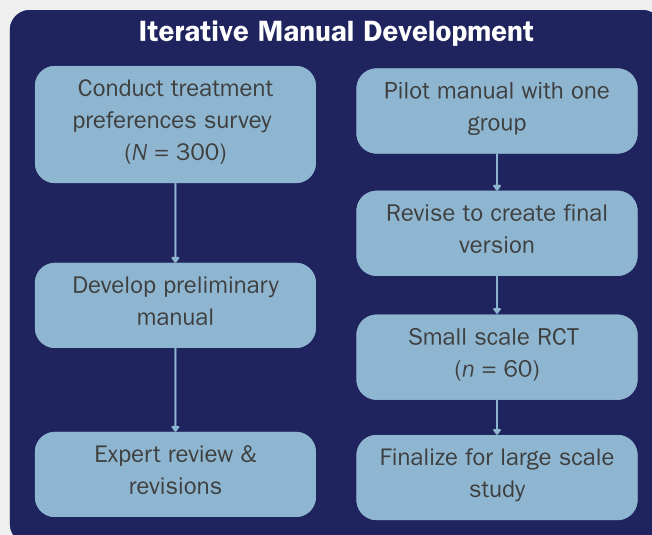 Iterative Manual Development
Conduct treatment
preferences survey
(N = 300)
Develop preliminary
manual
Expert review &
revisions
Pilot manual with one
group
Revise to create final
version
Small scale RCT
(n = 60)
Finalize for large scale
study